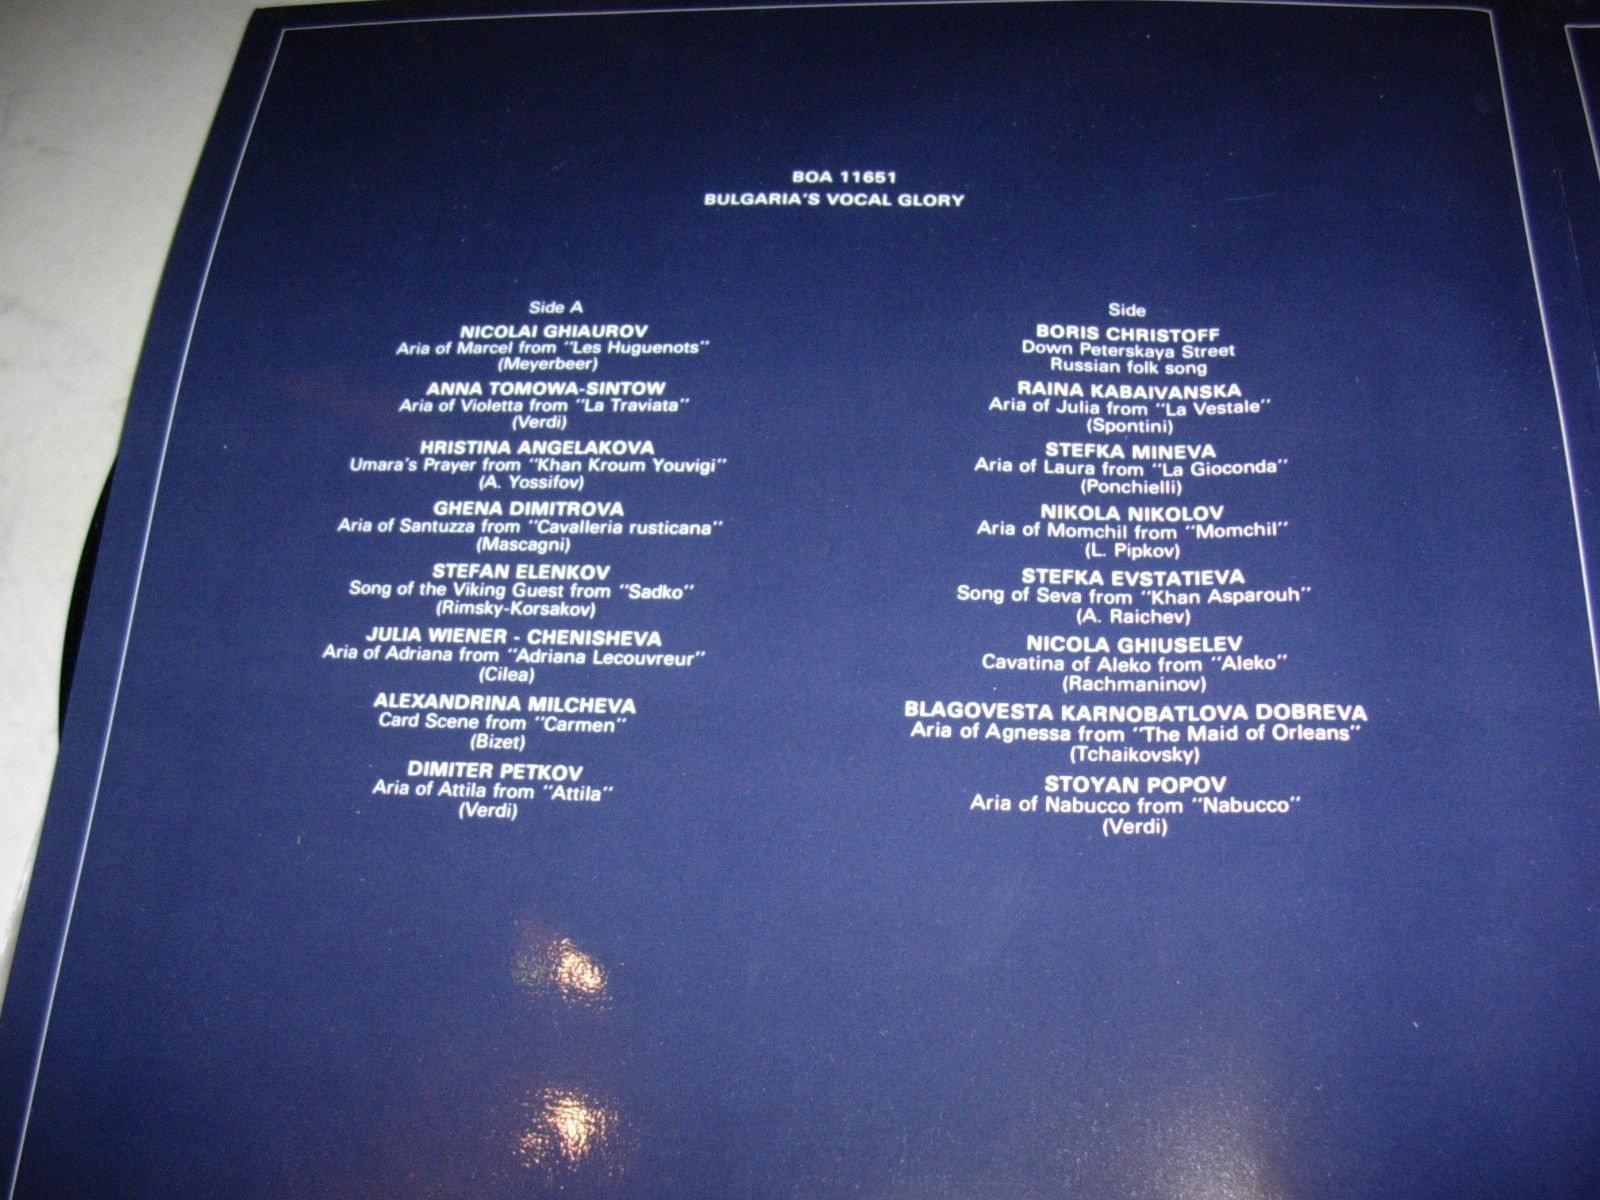 BOA 11651
BULGARIA'S VOCAL GLORY
Side A
NICOLAI GHIAUROV
Aria of Marcel from "Les Huguenots"
(Meyerbeer)
ANNA TOMOWA-SINTOW
Aria of Violetta from "La Traviata"
(Verdi)
HRISTINA ANGELAKOVA
Umara's Prayer from "Khan Kroum Youvigi"
(A. Yossifov)
GHENA DIMITROVA
Aria of Santuzza from "Cavalleria rusticana"
(Mascagni)
STEFAN ELENKOV
Song of the Viking Guest from "Sadko"
(Rimsky-Korsakov)
JULIA WIENER - CHENISHEVA
Aria of Adriana from "Adriana Lecouvreur"
(Cilea)
ALEXANDRINA MILCHEVA
Card Scene from "Carmen"
(Bizet)
DIMITER PETKOV
Aria of Attila from "Attila"
(Verdi)
Side
BORIS CHRISTOFF
Down Peterskaya Street
Russian folk song
RAINA KABAIVANSKA
Aria of Julia from "La Vestale"
(Spontini)
STEFKA MINEVA
Aria of Laura from "La Gioconda"
(Ponchielli)
NIKOLA NIKOLOV
Aria of Momchil from "Momchil"
(L. Pipkov)
STEFKA EVSTATIEVA
Song of Seva from "Khan Asparouh"
(A. Raichev)
NICOLA GHIUSELEV
Cavatina of Aleko from "Aleko"
(Rachmaninov)
BLAGOVESTA KARNOBATLOVA DOBREVA
Aria of Agnessa from "The Maid of Orleans"
(Tchaikovsky)
STOYAN POPOV
Aria of Nabucco from "Nabucco"
(Verdi)